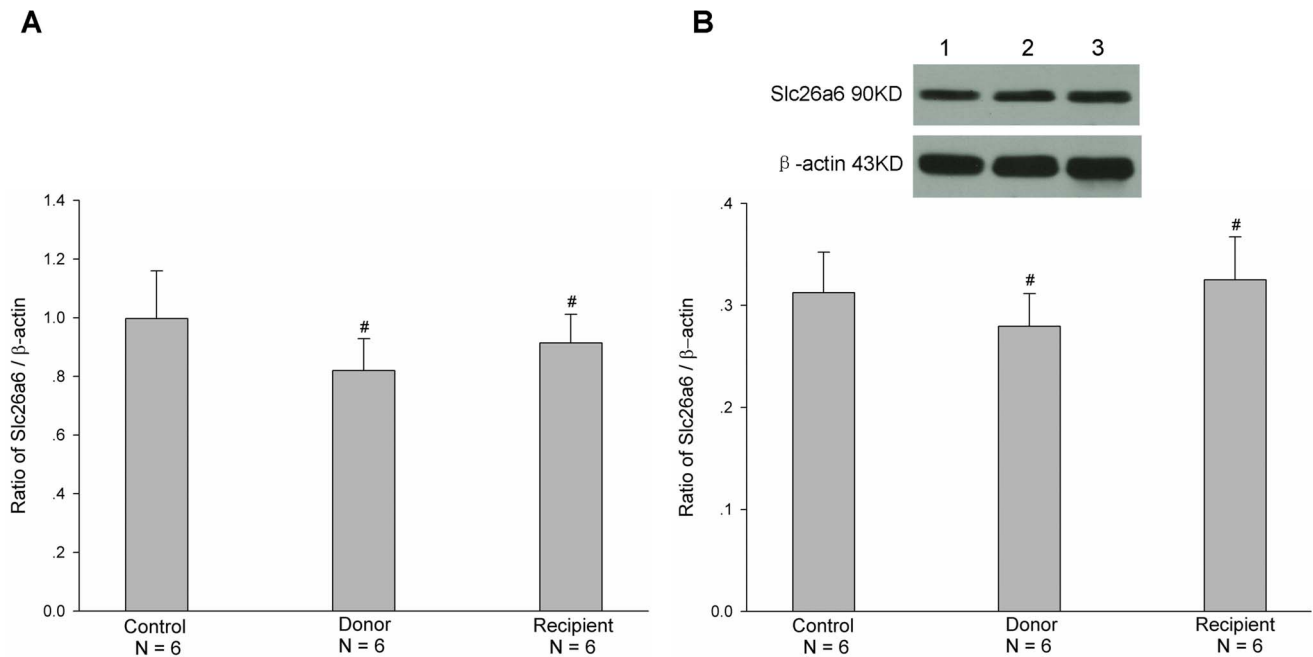 A
Ratio of Slc26a6 / β-actin
1.4
1.2
1.0
.8
.6
.4
.2
0.0
#
#
Control
N = 6
Donor
N = 6
Recipient
N = 6
B
1 2 3
Slc26a6 90KD
β -actin 43KD
Ratio of Slc26a6 / β−actin
.4
.3
.2
.1
0.0
#
#
Control
N = 6
Donor
N = 6
Recipient
N = 6